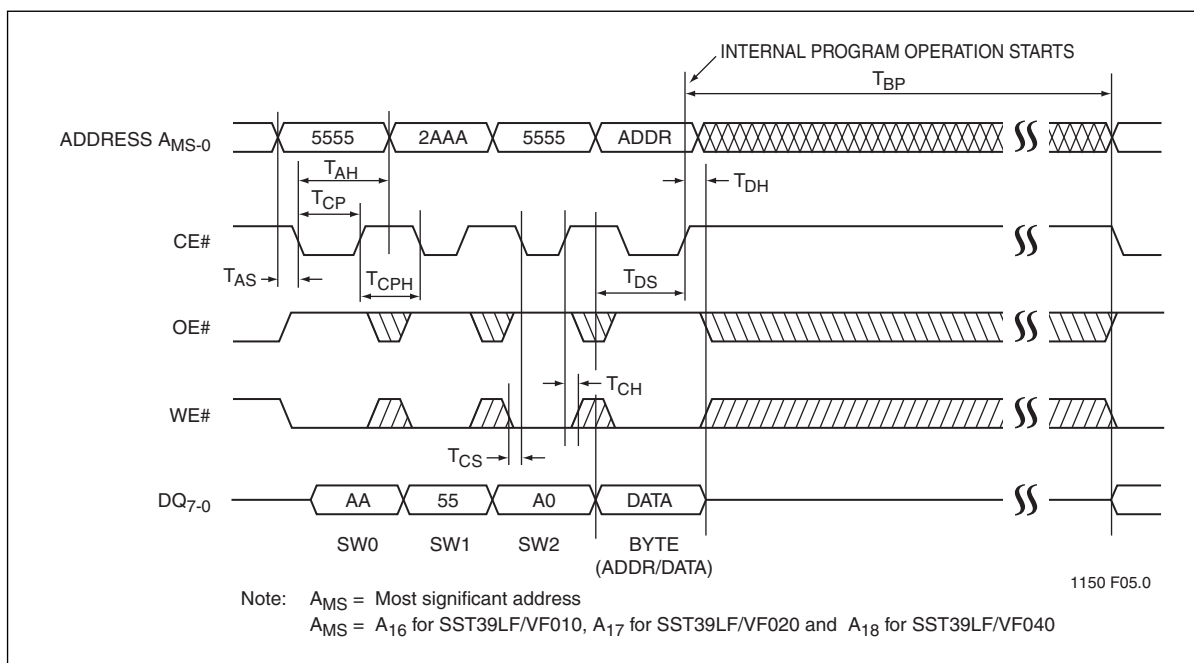 INTERNAL PROGRAM OPERATION STARTS
TBP
ADDRESS AMS-0 5555 2AAA 5555 ADDR
TAH
TDH
TCP
CE#
TAS
TCPH
TDS
OE#
TCH
WE#
TCS
DQ7-0 AA 55 A0 DATA
SW0 SW1 SW2 BYTE
(ADDR/DATA)
1150 F05.0
Note: AMS = Most significant address
AMS = A16 for SST39LF/VF010, A17 for SST39LF/VF020 and A18 for SST39LF/VF040